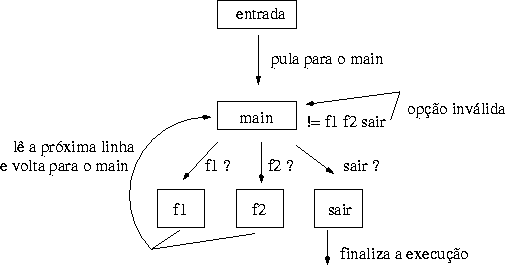 entrada
pula para o main
main
!= f1 f2 sair
opção inválida
lê a próxima linha
e volta para o main
f1 ?
f2 ?
sair ?
f1
f2
sair
finaliza a execução